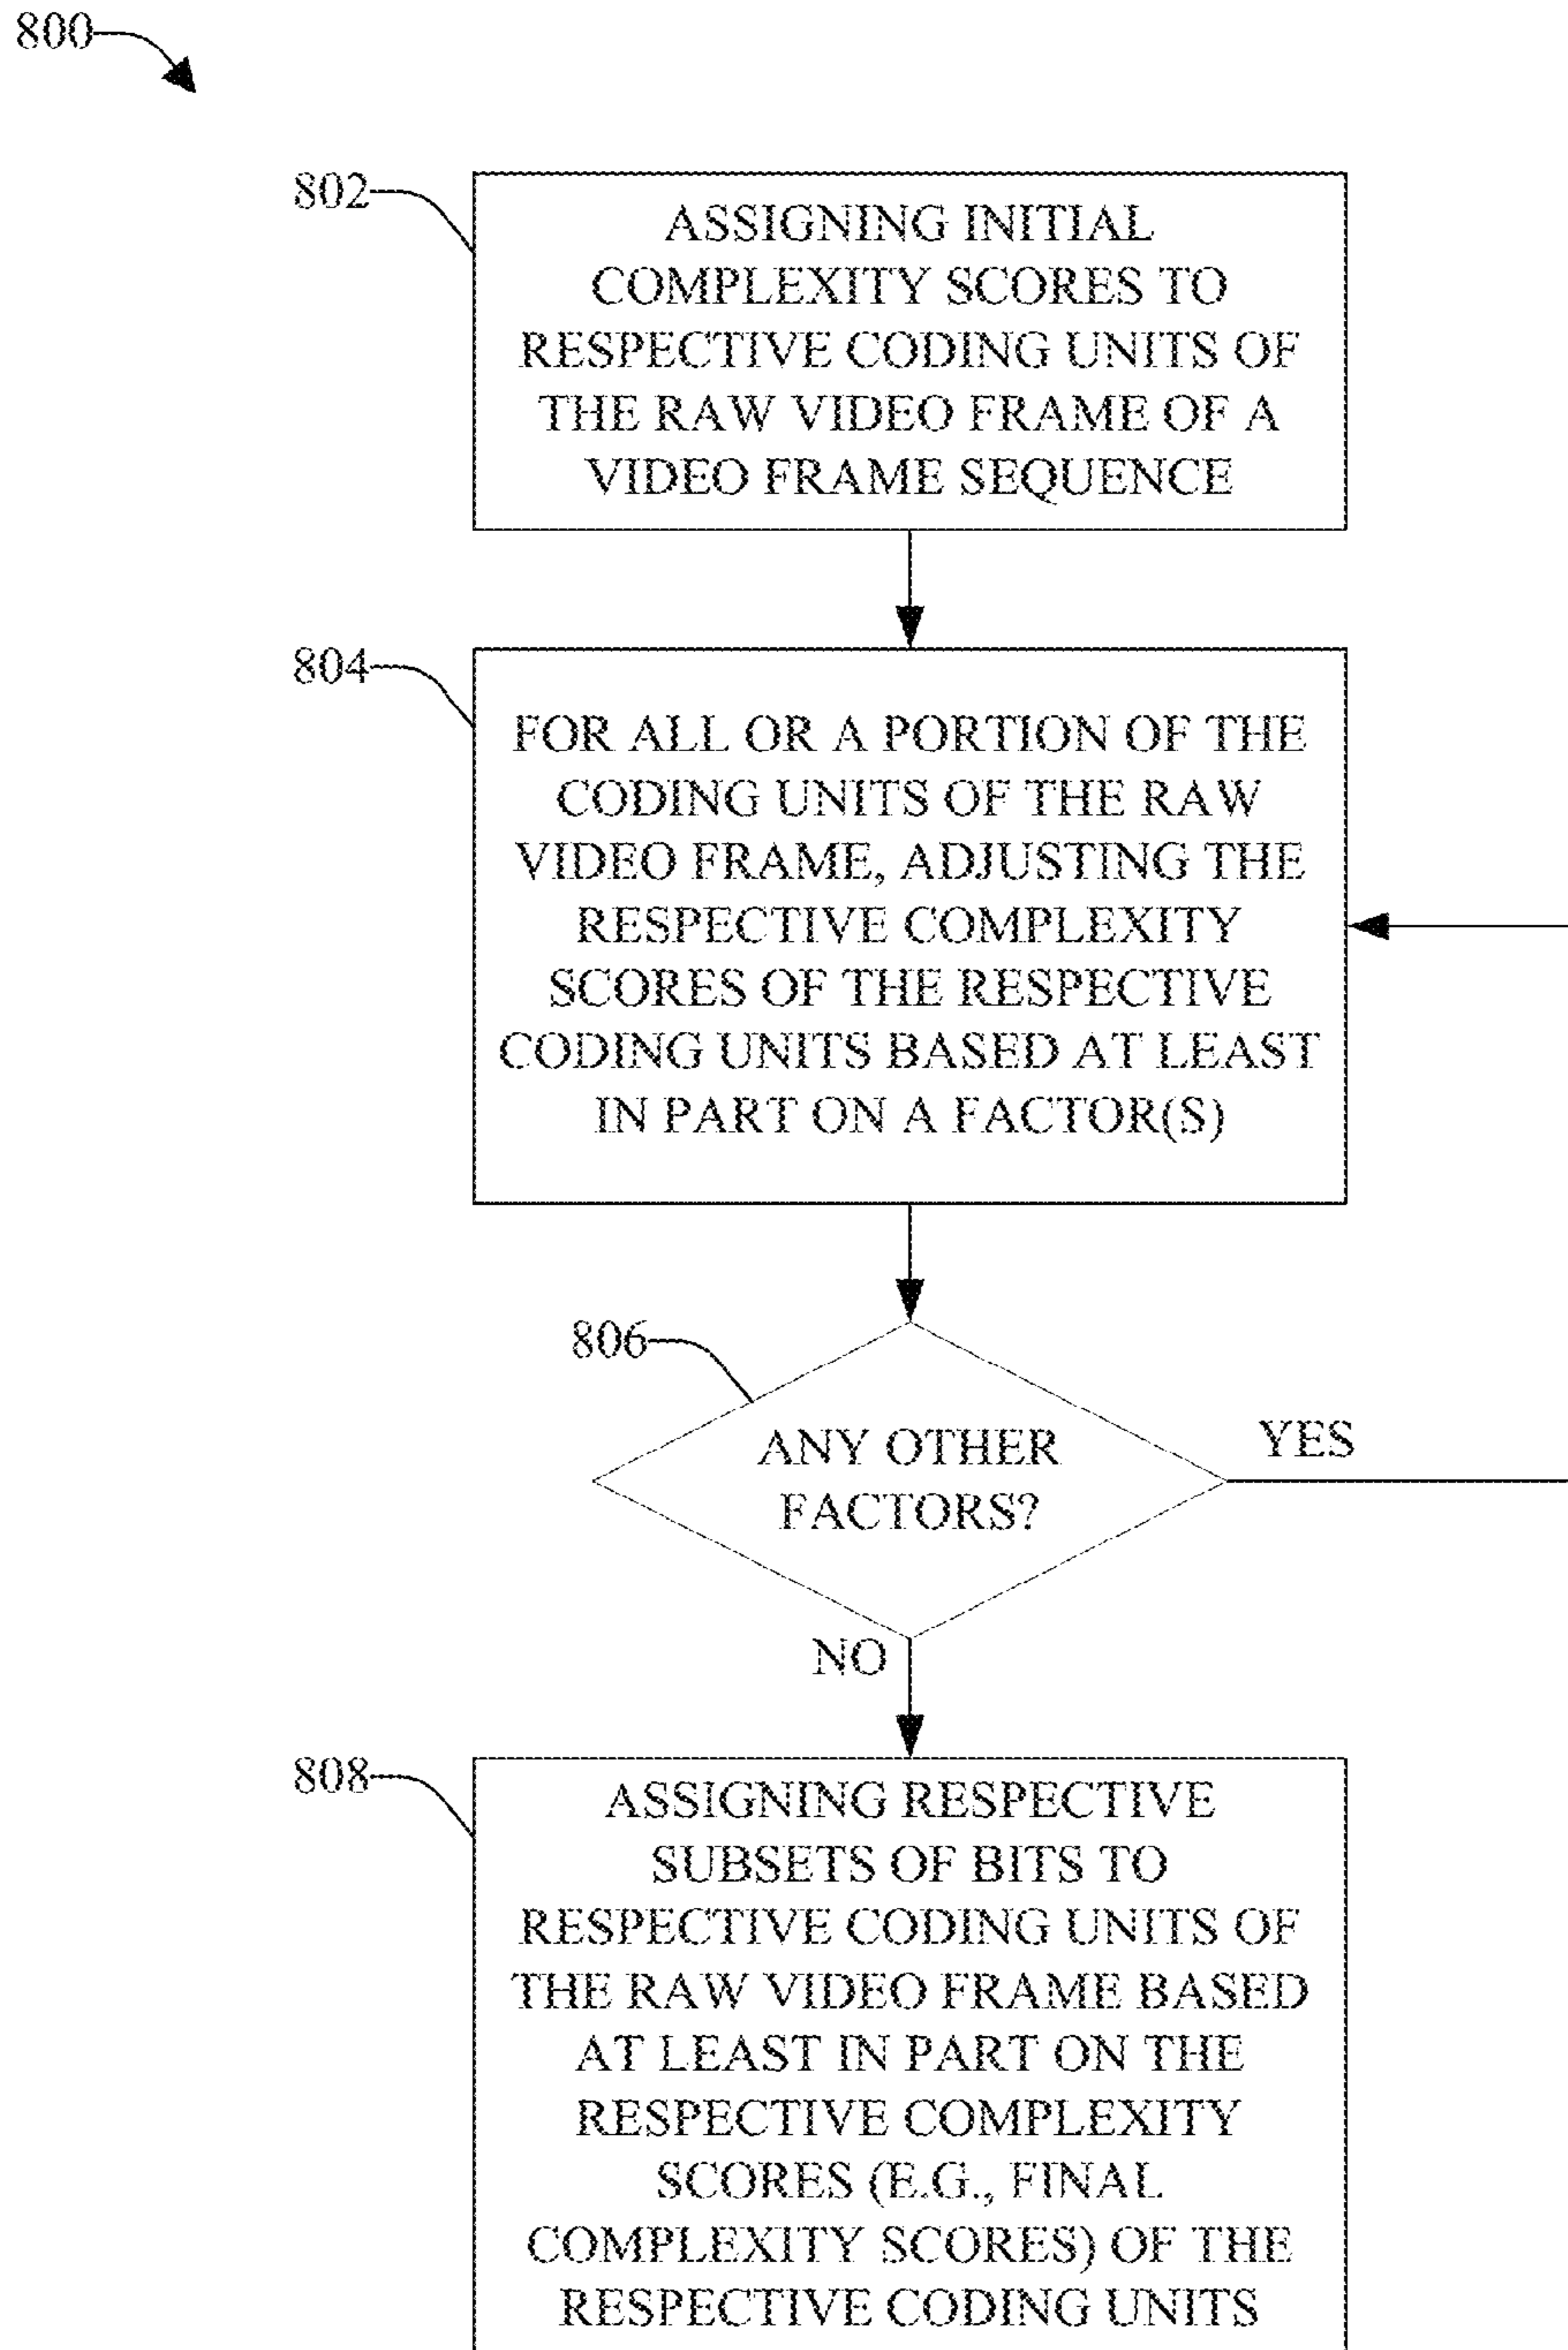 800
802
ASSIGNING INITIAL
COMPLEXITY SCORES TO
RESPECTIVE CODING UNITS OF
THE RAW VIDEO FRAME OF A
VIDEO FRAME SEQUENCE
804
FOR ALL OR A PORTION OF THE
CODING UNITS OF THE RAW
VIDEO FRAME, ADJUSTING THE
RESPECTIVE COMPLEXITY
SCORES OF THE RESPECTIVE
CODING UNITS BASED AT LEAST
IN PART ON A FACTOR(S)
806
ANY OTHER
FACTORS?
YES
NO
808
ASSIGNING RESPECTIVE
SUBSETS OF BITS TO
RESPECTIVE CODING UNITS OF
THE RAW VIDEO FRAME BASED
AT LEAST IN PART ON THE
RESPECTIVE COMPLEXITY
SCORES (E.G., FINAL
COMPLEXITY SCORES) OF THE
RESPECTIVE CODING UNITS